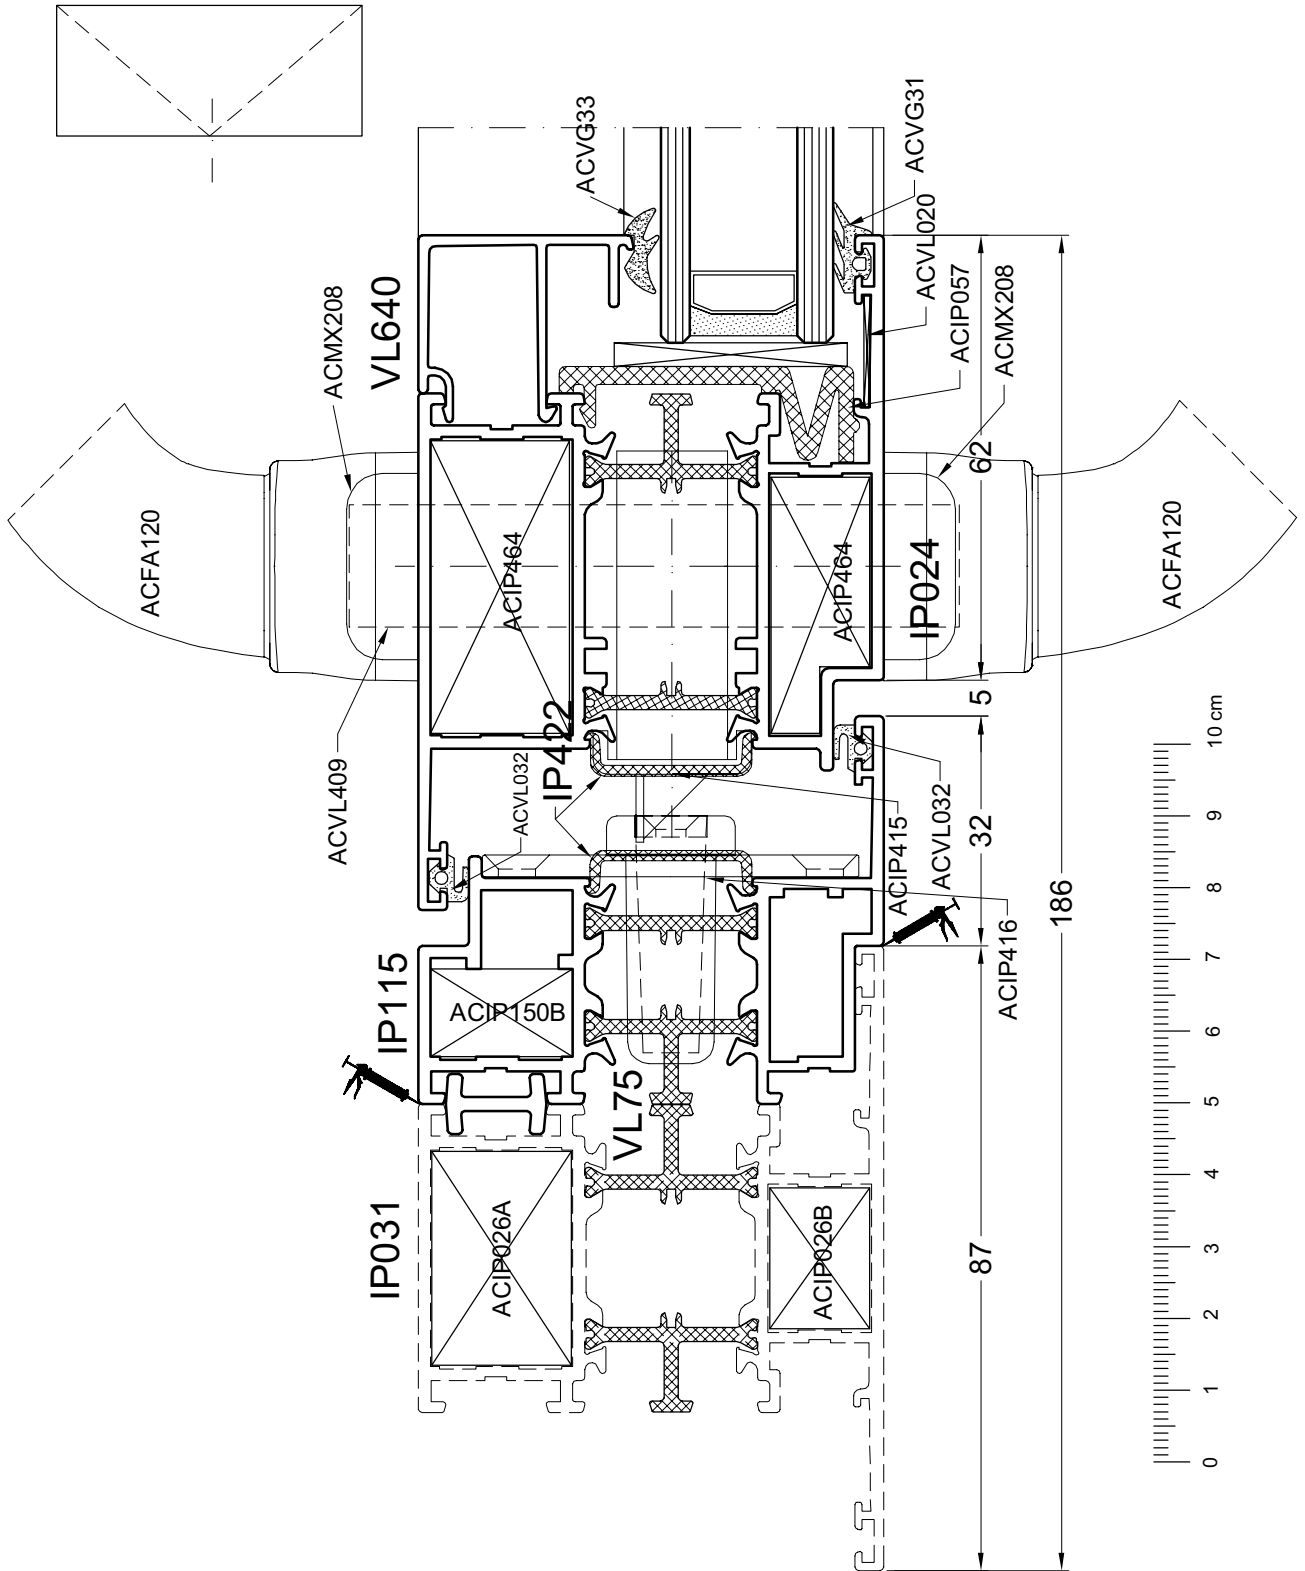 ACVG33
ACVG31
ACVL020
ACIP057
ACMX208
ACMX208
VL640
ACFA120
ACFA120
ACIP464
ACIP464
IP024
62
5
ACVL409
IP422
ACVL032
ACVL032
ACIP415
ACIP416
32
186
IP115
ACIP150B
VL75
IP031
ACIP026A
ACIP026B
87
0
1
2
3
4
5
6
7
8
9
10 cm